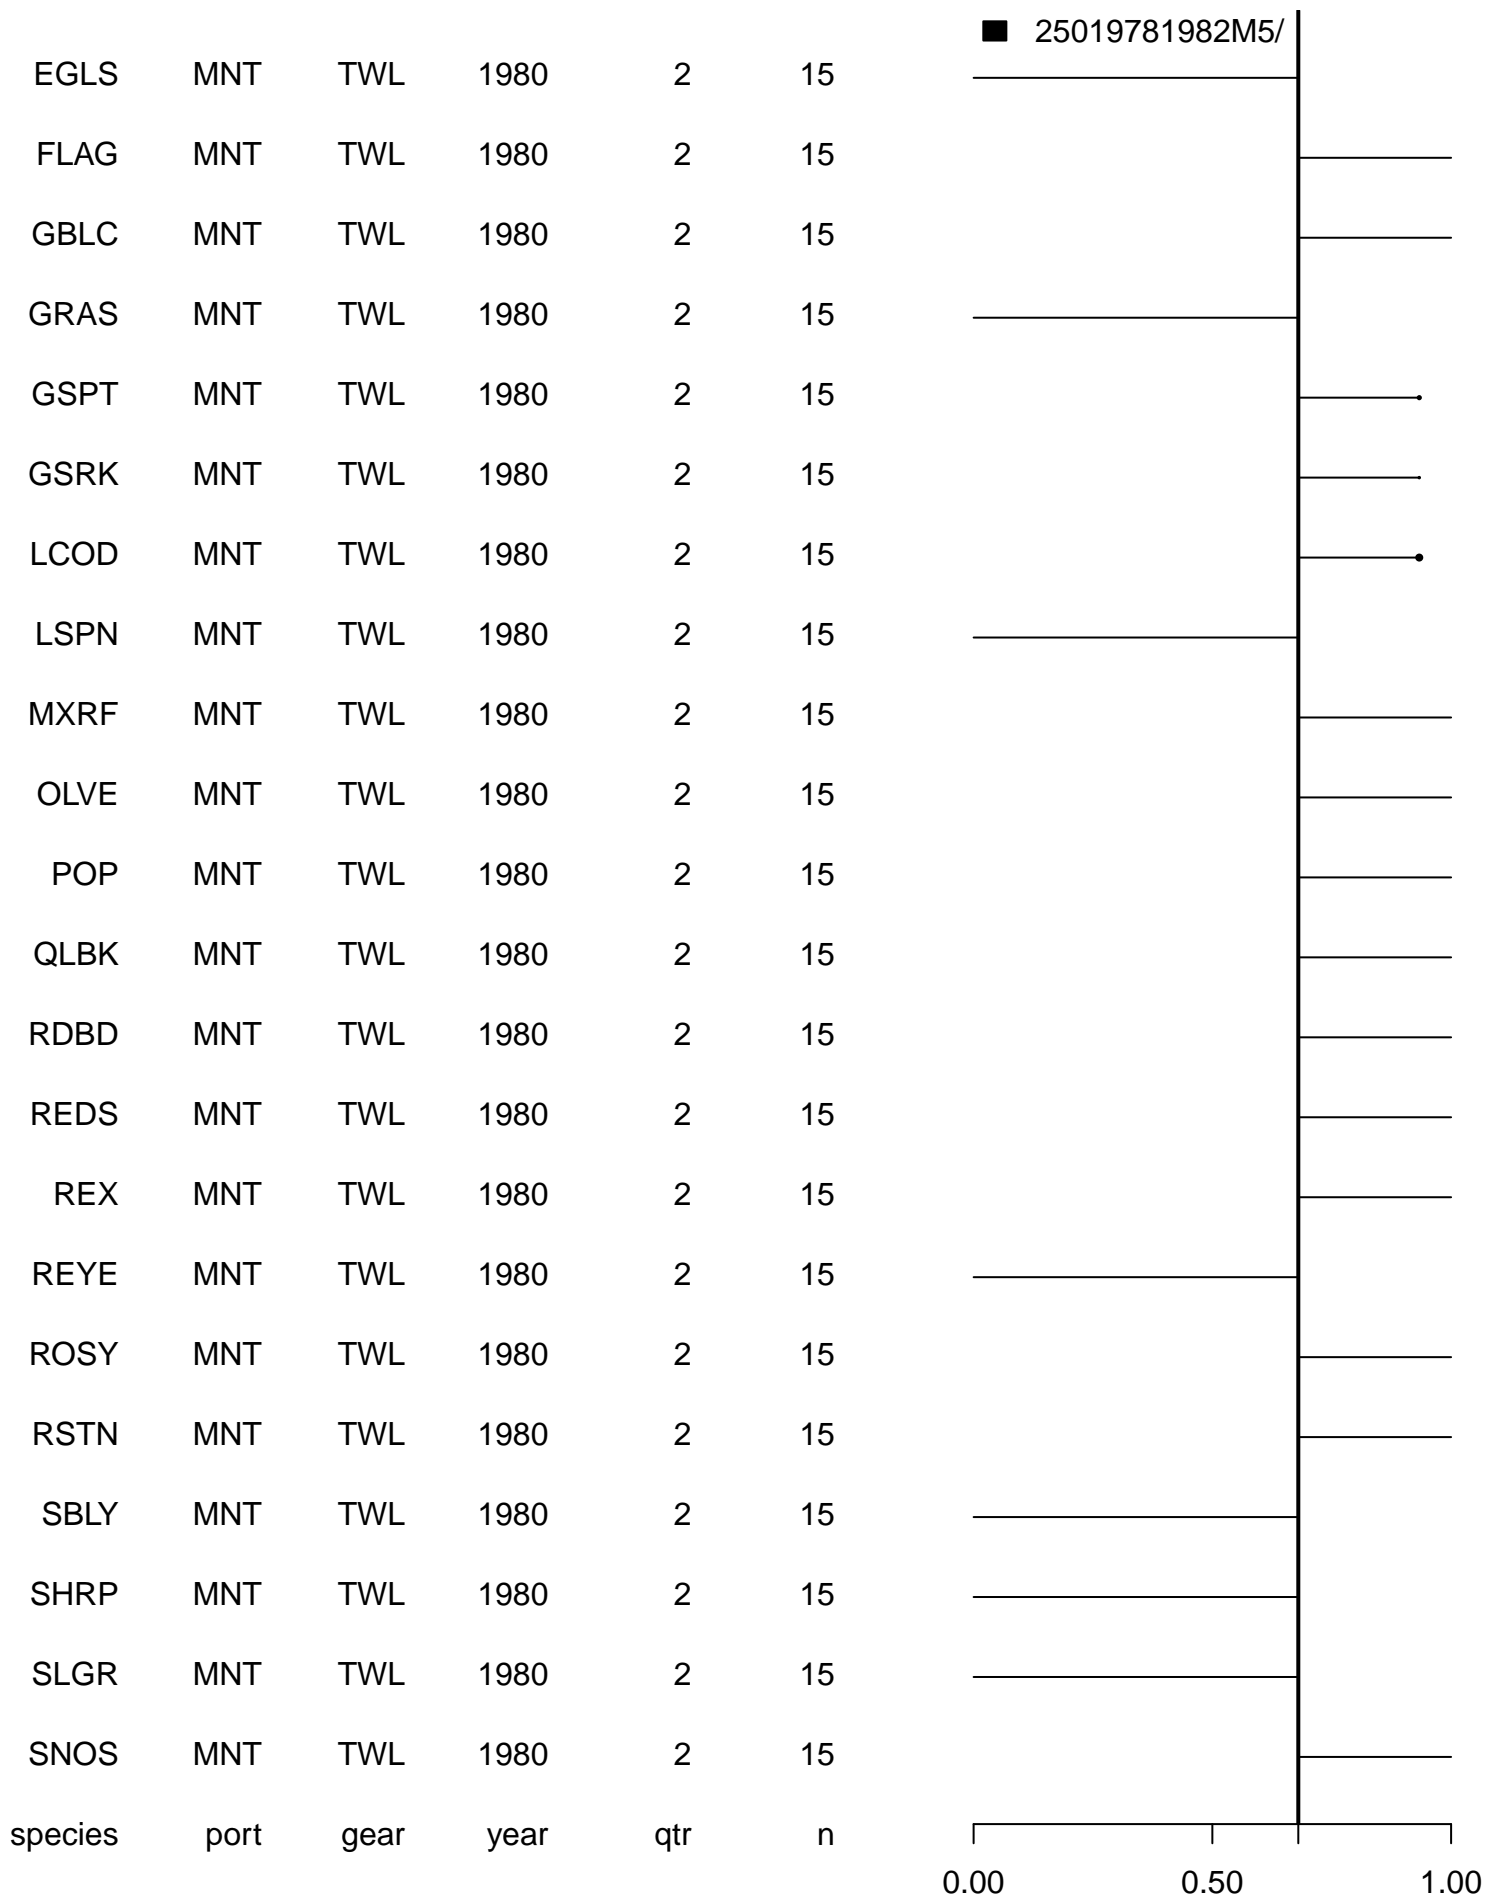 25019781982M5/
EGLS MNT TWL 1980 2 15
FLAG MNT TWL 1980 2 15
GBLC MNT TWL 1980 2 15
GRAS MNT TWL 1980 2 15
GSPT MNT TWL 1980 2 15
GSRK MNT TWL 1980 2 15
LCOD MNT TWL 1980 2 15
LSPN MNT TWL 1980 2 15
MXRF MNT TWL 1980 2 15
OLVE MNT TWL 1980 2 15
POP MNT TWL 1980 2 15
QLBK MNT TWL 1980 2 15
RDBD MNT TWL 1980 2 15
REDS MNT TWL 1980 2 15
REX MNT TWL 1980 2 15
REYE MNT TWL 1980 2 15
ROSY MNT TWL 1980 2 15
RSTN MNT TWL 1980 2 15
SBLY MNT TWL 1980 2 15
SHRP MNT TWL 1980 2 15
SLGR MNT TWL 1980 2 15
SNOS MNT TWL 1980 2 15
species port gear year qtr n
0.00 0.50 1.00